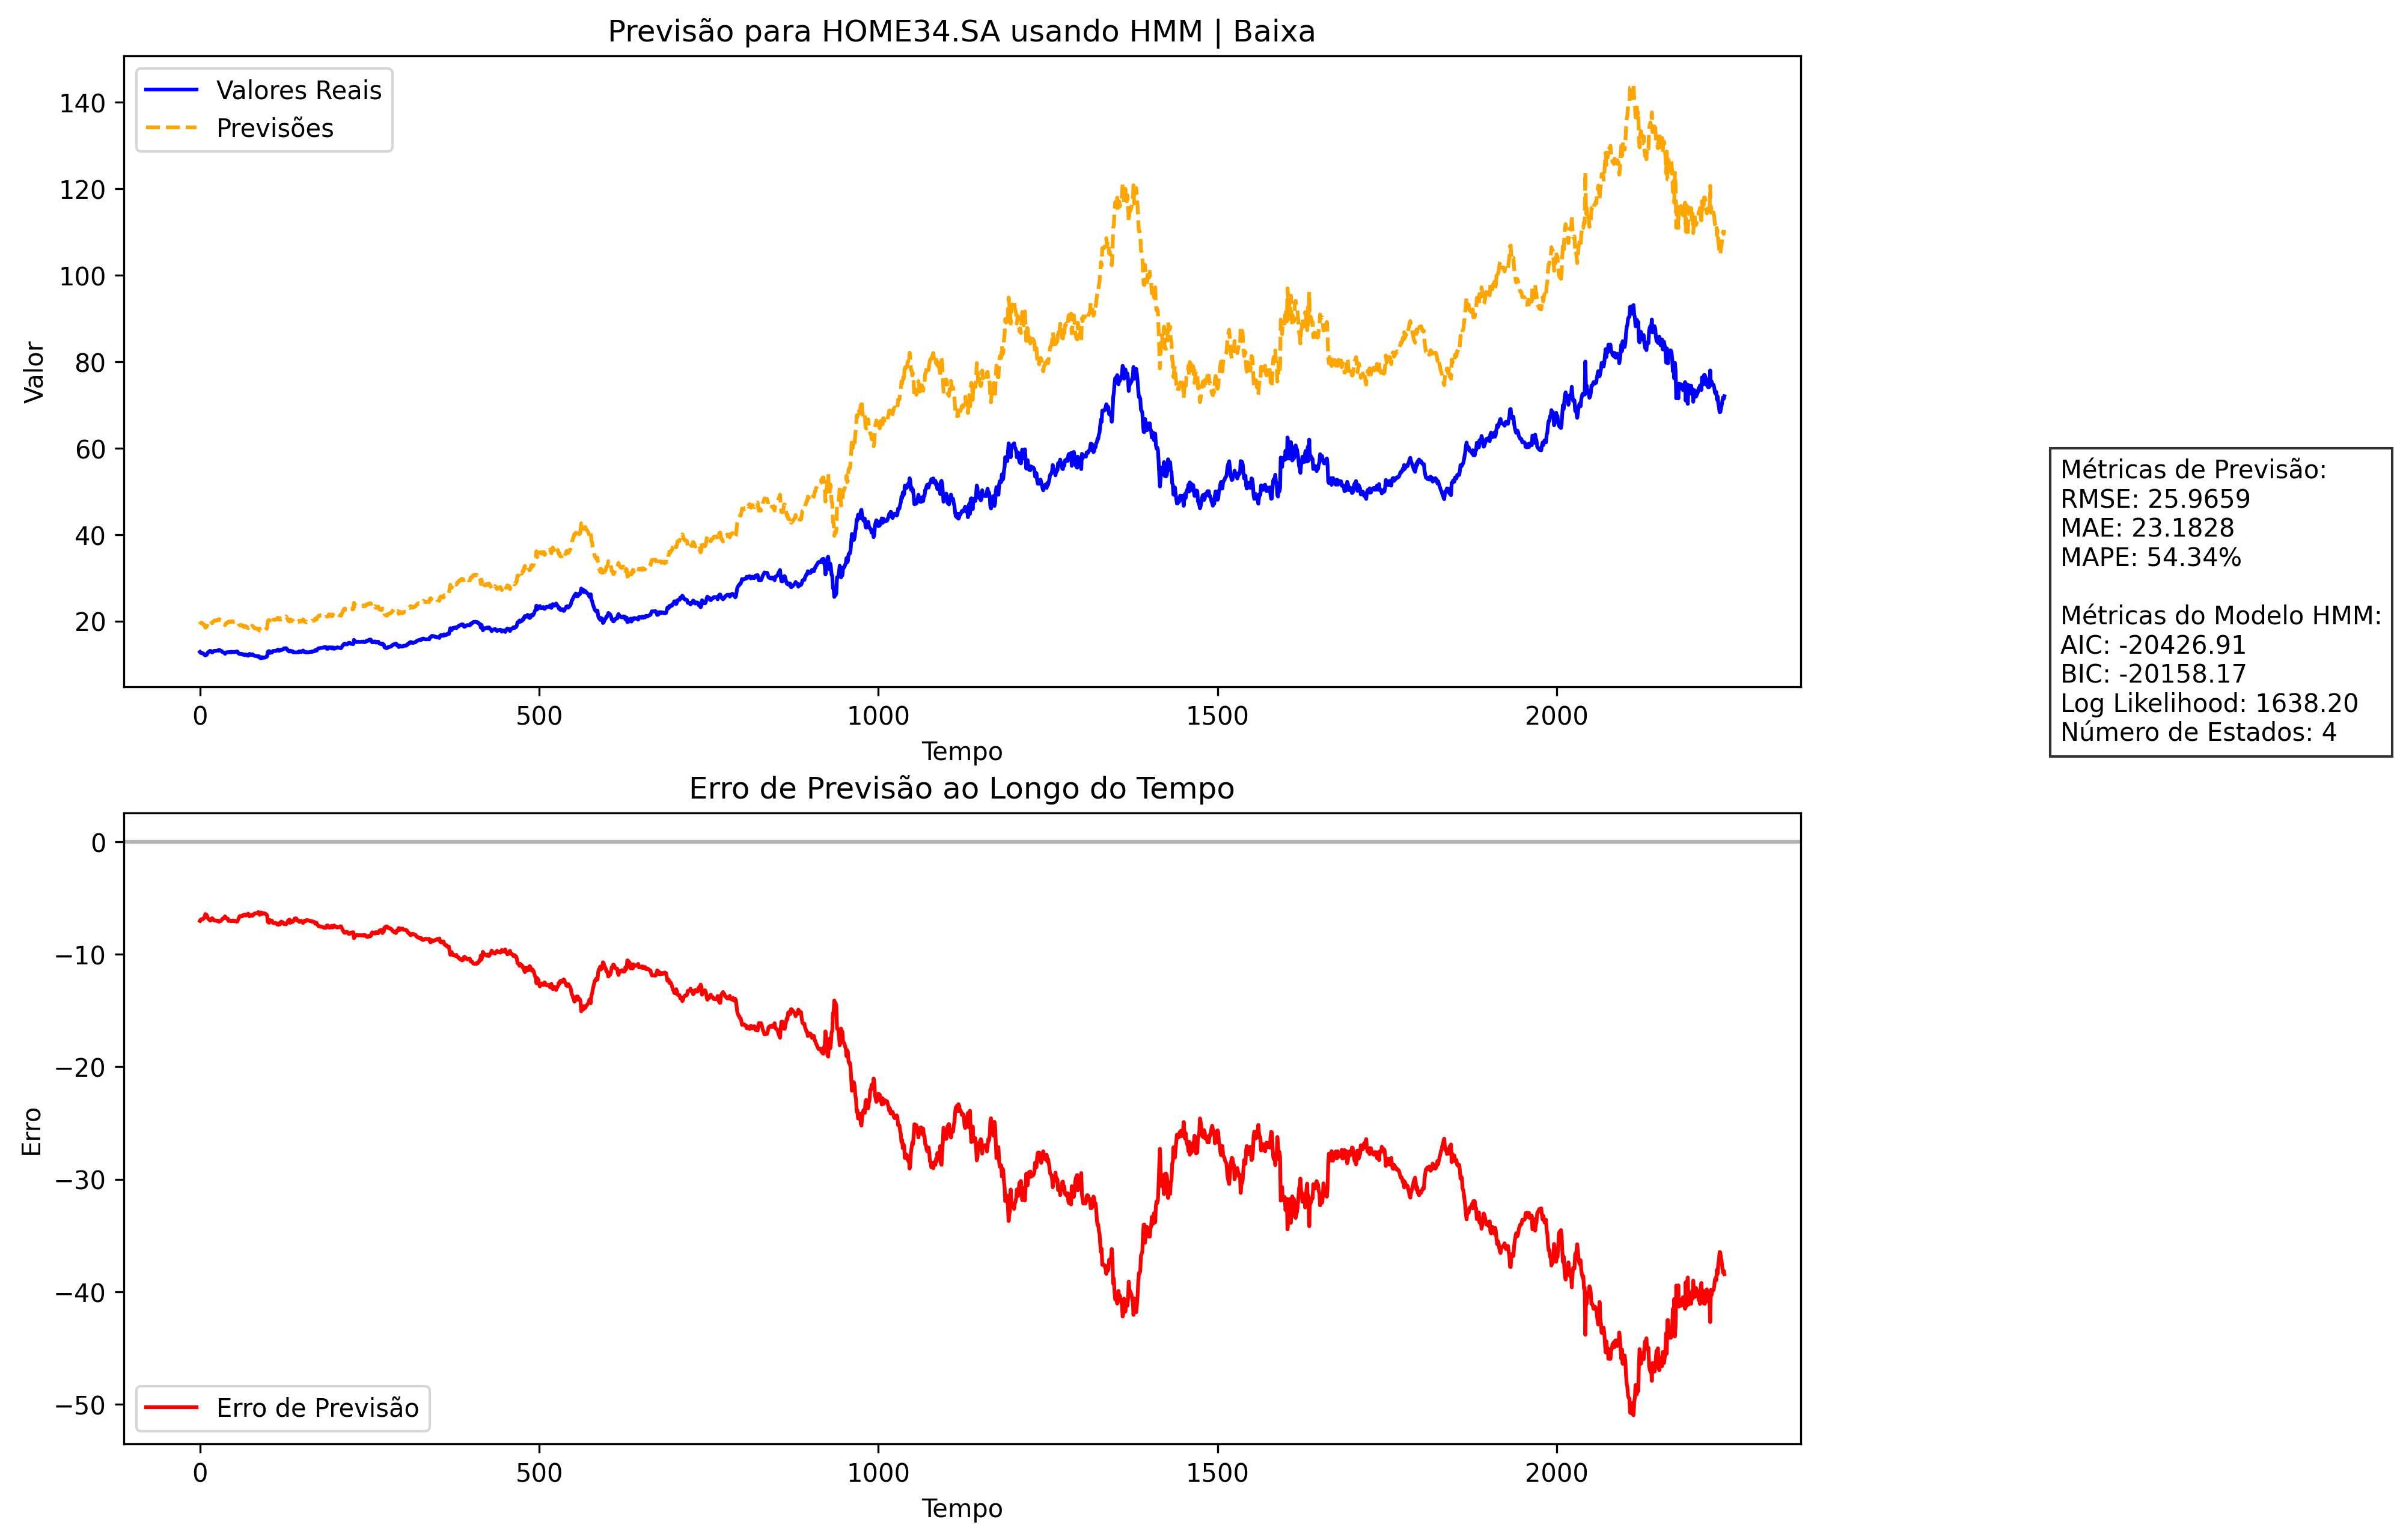 Previsão para HOME34.SA usando HMM | Baixa
Valores Reais
Previsões
Valor
140
120
100
80
60
40
20
0
500
1000
1500
2000
Tempo
Métricas de Previsão:
RMSE: 25.9659
MAE: 23.1828
MAPE: 54.34%
Métricas do Modelo HMM:
AIC: -20426.91
BIC: -20158.17
Log Likelihood: 1638.20
Número de Estados: 4
Erro de Previsão ao Longo do Tempo
Erro
0
−10
−20
−30
−40
−50
Erro de Previsão
0
500
1000
1500
2000
Tempo